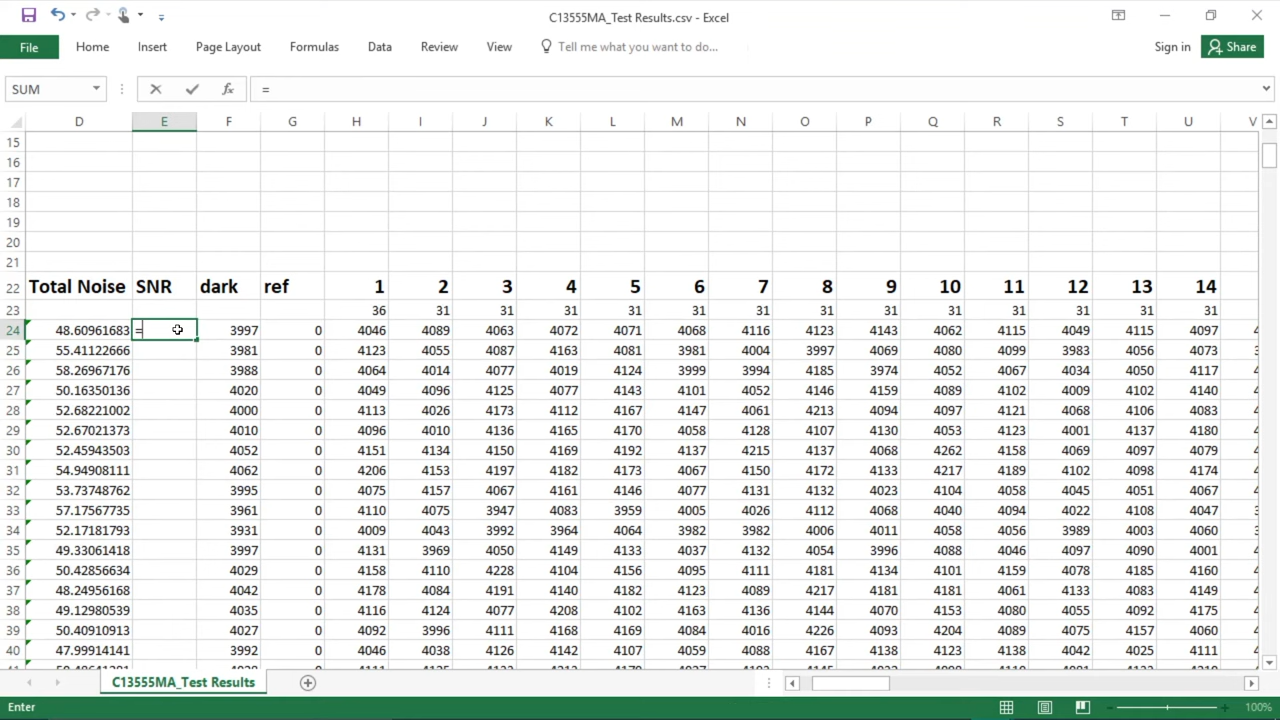 C13555MA_Test Results.csv - Excel
File Home Insert Page Layout Formulas Data Review View Tell me what you want to do... Sign in Share
SUM fx =
D E F G H I J K L M N O P Q R S T U V
15
16
17
18
19
20
21
22 Total Noise SNR dark ref 1 2 3 4 5 6 7 8 9 10 11 12 13 14
23 36 31 31 31 31 31 31 31 31 31 31 31 31 31
24 48.60961683 = 3997 0 4046 4089 4063 4072 4071 4068 4116 4123 4143 4062 4115 4049 4115 4097
25 55.41122666 3981 0 4123 4055 4087 4163 4081 3981 4004 3997 4069 4080 4099 3983 4056 4073
26 58.26967176 3988 0 4064 4014 4077 4019 4124 3999 3994 4185 3974 4052 4067 4034 4050 4117
27 50.16350136 4020 0 4049 4096 4125 4077 4143 4101 4052 4146 4159 4089 4102 4009 4102 4140
28 52.68221002 4000 0 4113 4026 4173 4112 4167 4147 4061 4213 4094 4097 4121 4068 4106 4083
29 52.67021373 4010 0 4096 4010 4136 4165 4170 4058 4128 4107 4130 4053 4123 4001 4137 4180
30 52.45943503 4052 0 4151 4134 4150 4169 4192 4137 4215 4137 4068 4262 4158 4069 4097 4079
31 54.94908111 4062 0 4206 4153 4197 4182 4173 4067 4150 4172 4133 4217 4189 4102 4098 4174
32 53.73748762 3995 0 4075 4157 4067 4161 4146 4077 4131 4132 4023 4104 4058 4045 4051 4067
33 57.17567735 3961 0 4110 4075 3947 4083 3959 4005 4026 4112 4068 4040 4094 4022 4108 4047
34 52.17181793 3931 0 4009 4043 3992 3964 4064 3982 3982 4006 4011 4058 4056 3989 4003 4060
35 49.33061418 3997 0 4131 3969 4050 4149 4133 4037 4132 4054 3996 4088 4046 4097 4090 4001
36 50.42856634 4029 0 4158 4110 4228 4104 4156 4095 4111 4181 4134 4101 4159 4078 4185 4160
37 48.24956168 4042 0 4178 4084 4191 4140 4182 4123 4089 4217 4181 4181 4061 4133 4083 4149
38 49.12980539 4035 0 4116 4124 4077 4208 4102 4163 4136 4144 4070 4153 4080 4055 4092 4175
39 50.40910913 4027 0 4092 3996 4111 4168 4169 4084 4016 4226 4093 4204 4089 4075 4157 4060
40 47.99914141 3992 0 4046 4038 4126 4142 4107 4059 4088 4167 4138 4123 4138 4042 4025 4111
C13555MA_Test Results
Enter 100%